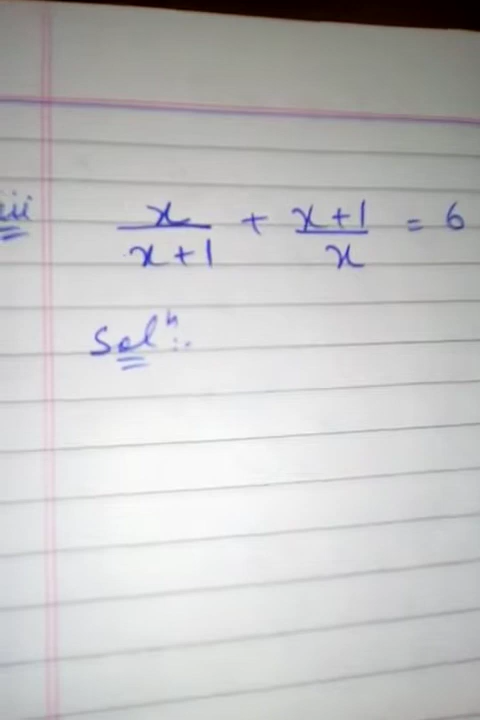 iii x/(x+1) + (x+1)/x = 6
Solⁿ:.